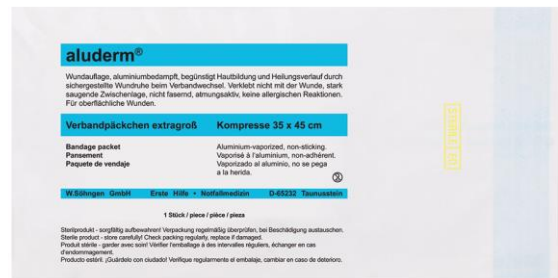 aluderm®
Wundauflage, aluminiumbedampft, begünstigt Hautbildung und Heilungsverlauf durch
sichergestellte Wundruhe beim Verbandwechsel. Verklebt nicht mit der Wunde, stark
saugende Zwischenlage, nicht fasernd, atmungsaktiv, keine allergischen Reaktionen.
Für oberflächliche Wunden.
Verbandpäckchen extragroß Kompresse 35 x 45 cm
Bandage packet Aluminium-vaporized, non-sticking.
Pansement Vaporisé à l'aluminium, non-adhérent.
Paquete de vendaje Vaporizado al aluminio, no se pega
a la herida.
W.Söhngen GmbH Erste Hilfe • Notfallmedizin D-65232 Taunusstein
1 Stück / piece / pièce / pieza
Sterilprodukt - sorgfältig aufbewahren! Verpackung regelmäßig überprüfen, bei Beschädigung austauschen.
Sterile product - store carefully! Check packing regularly, replace if damaged.
Produit stérile - garder avec soin! Vérifier l'emballage à des intervalles réguliers, échanger en cas
d'endommagement.
Producto estéril. ¡Guárdelo con ciudado! Verifique regularmente el embalaje, cambiar en caso de deterioro.